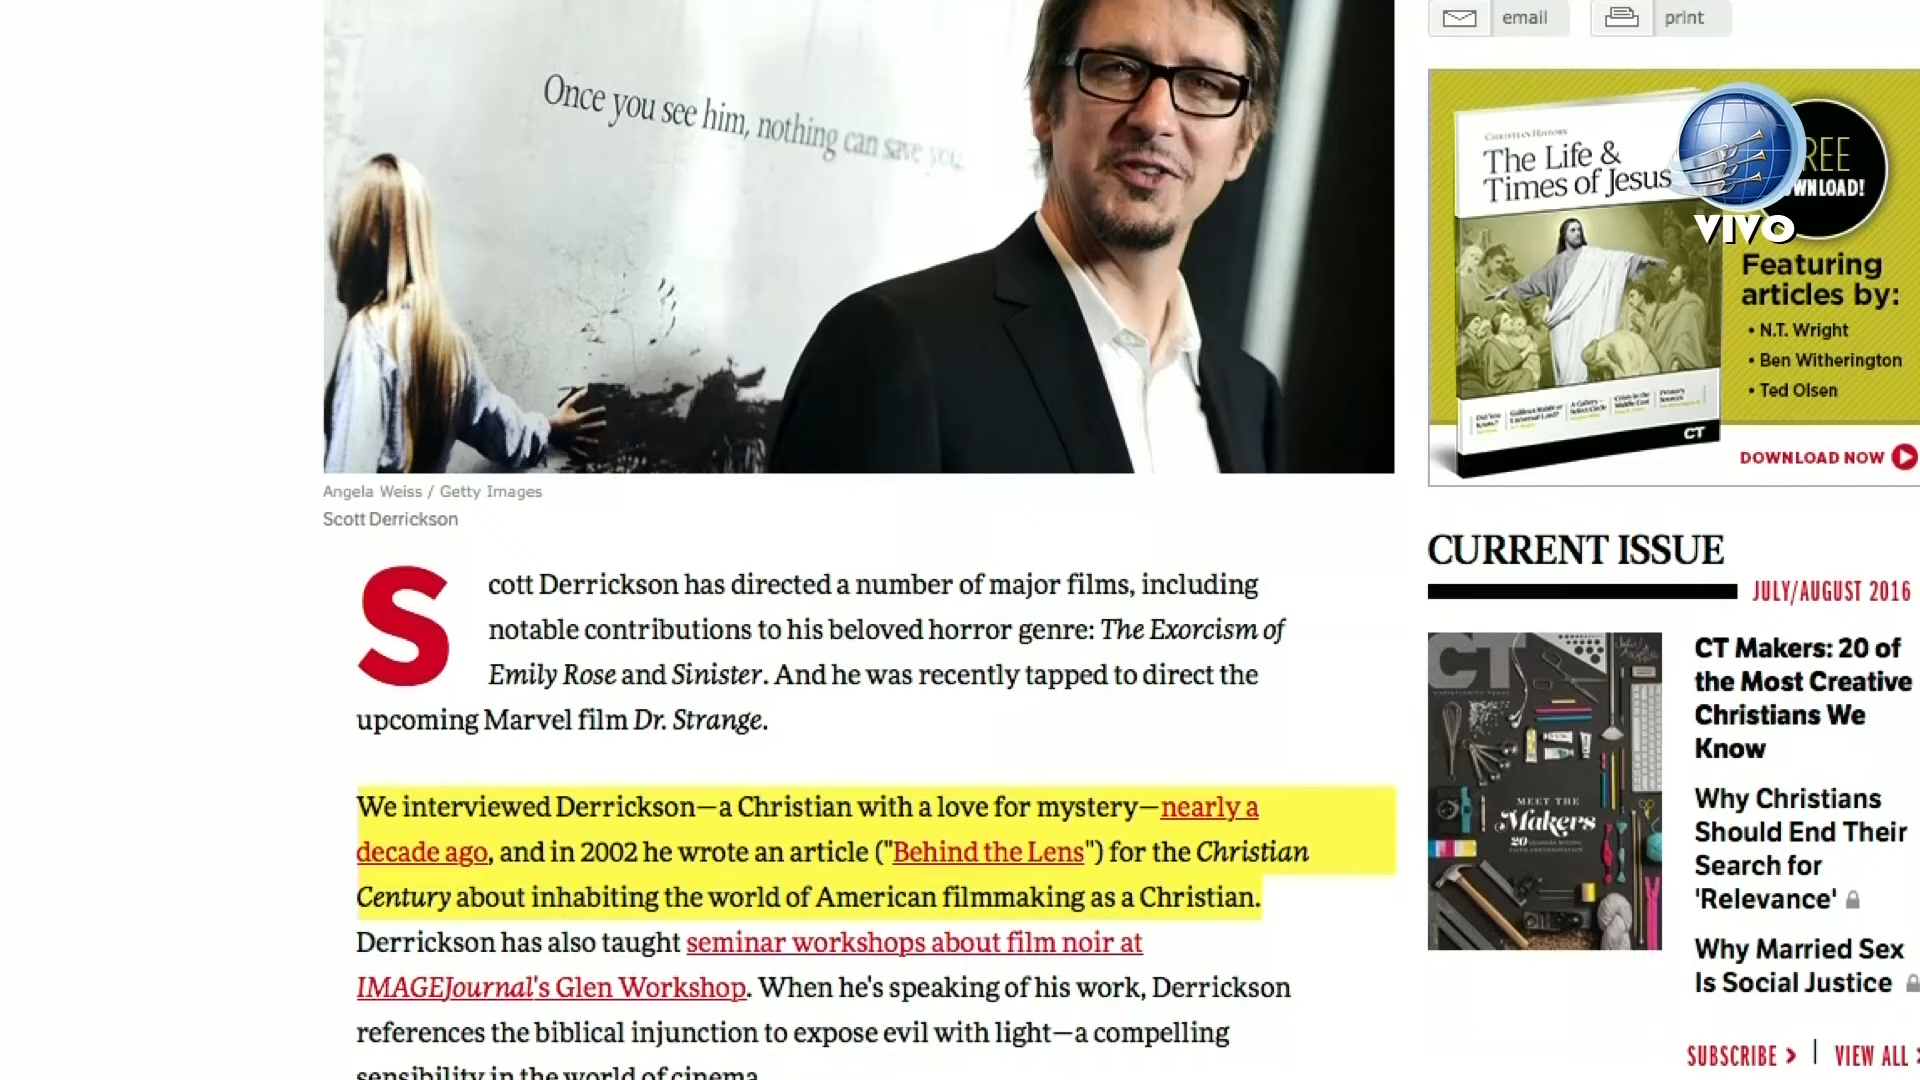 email
print
Once you see him, nothing can save you.
CHRISTIAN HISTORY
The Life &
Times of Jesus
VIVO
Featuring
articles by:
• N.T. Wright
• Ben Witherington
• Ted Olsen
CT
DOWNLOAD NOW
Angela Weiss / Getty Images
Scott Derrickson
Scott Derrickson has directed a number of major films, including
notable contributions to his beloved horror genre: The Exorcism of
Emily Rose and Sinister. And he was recently tapped to direct the
upcoming Marvel film Dr. Strange.
We interviewed Derrickson—a Christian with a love for mystery—nearly a
decade ago, and in 2002 he wrote an article ("Behind the Lens") for the Christian
Century about inhabiting the world of American filmmaking as a Christian.
Derrickson has also taught seminar workshops about film noir at
IMAGEJournal's Glen Workshop. When he's speaking of his work, Derrickson
references the biblical injunction to expose evil with light—a compelling
sensibility in the world of cinema.
CURRENT ISSUE
JULY/AUGUST 2016
CT
MEET THE
Makers
20
CT Makers: 20 of
the Most Creative
Christians We
Know
Why Christians
Should End Their
Search for
'Relevance'
Why Married Sex
Is Social Justice
SUBSCRIBE >
VIEW ALL